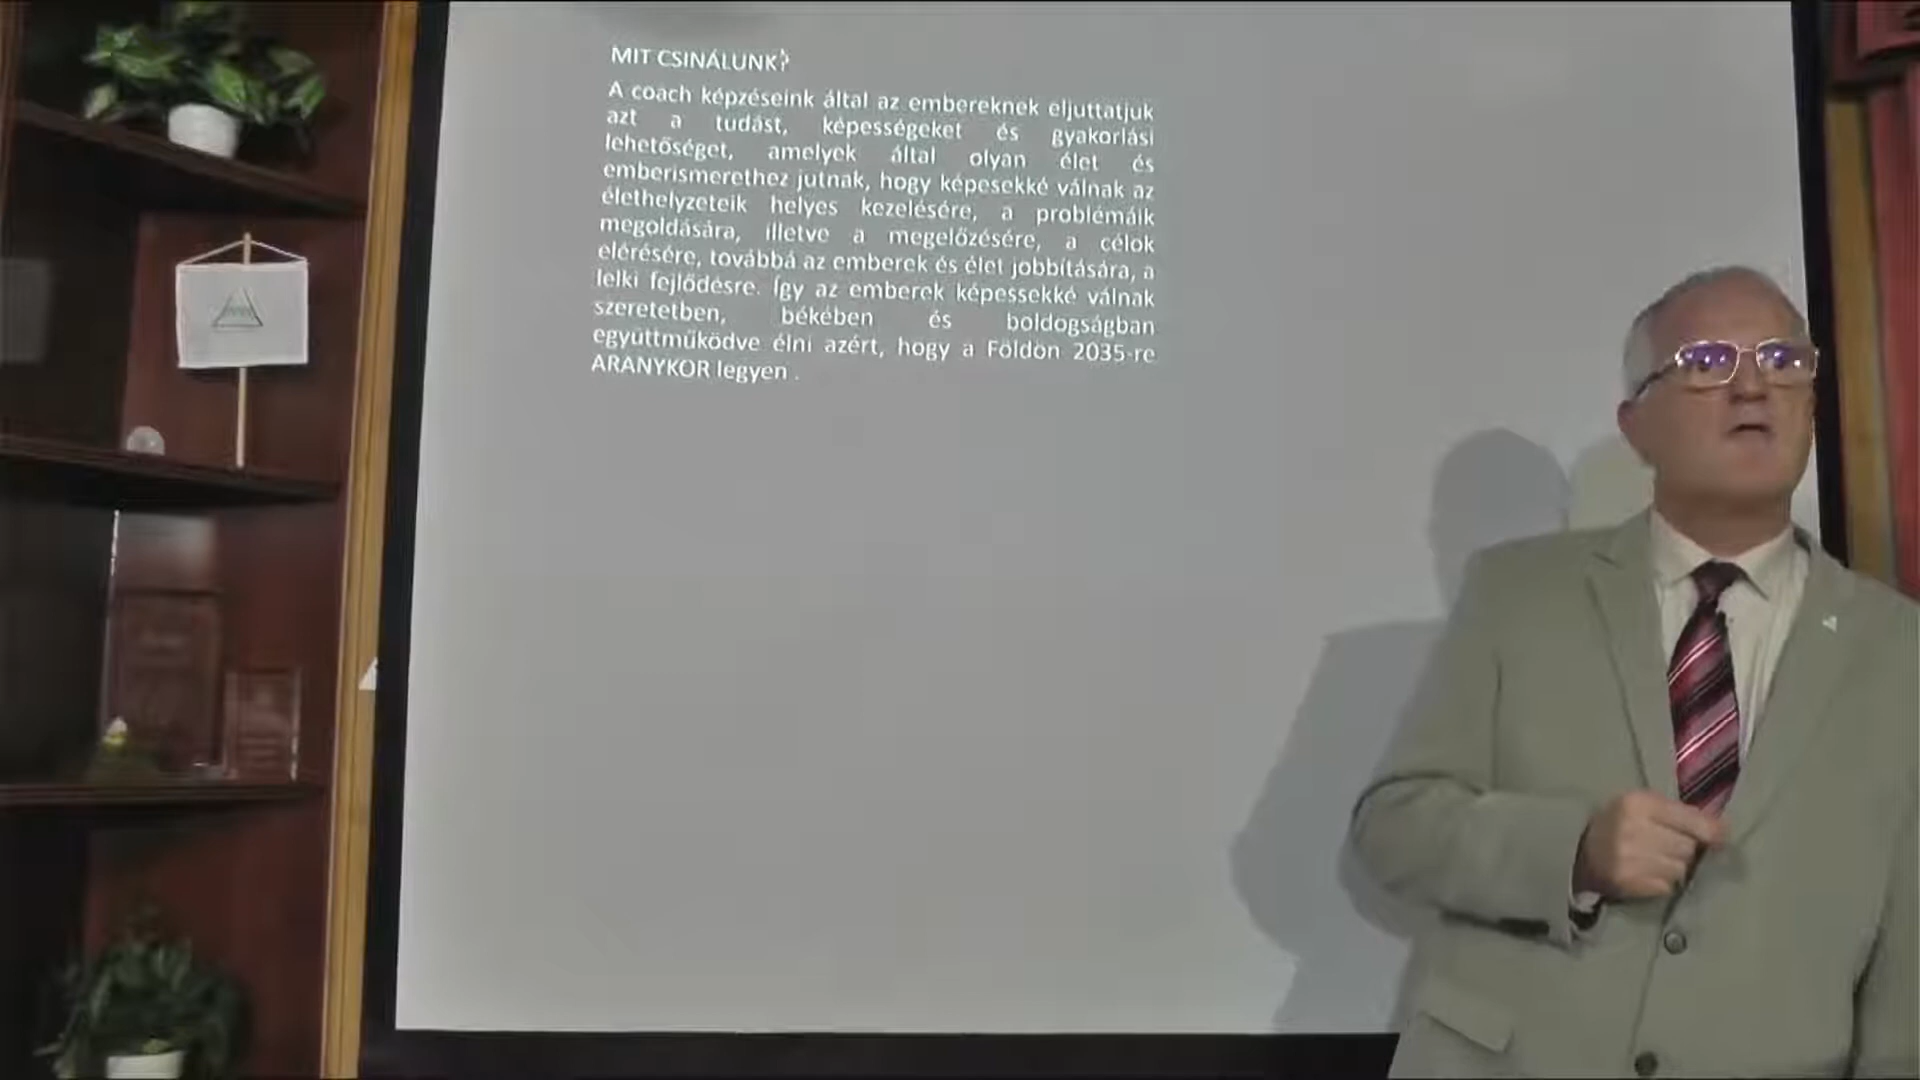 MIT CSINÁLUNK?
A coach képzéseink által az embereknek eljuttatjuk
azt a tudást, képességeket és gyakorlási
lehetőséget, amelyek által olyan élet és
emberismerethez jutnak, hogy képesekké válnak az
élethelyzeteik helyes kezelésére, a problémáik
megoldására, illetve a megelőzésére, a célok
elérésére, továbbá az emberek és élet jobbítására, a
lelki fejlődésre. Így az emberek képessekké válnak
szeretetben, békében és boldogságban
együttműködve élni azért, hogy a Földön 2035-re
ARANYKOR legyen .